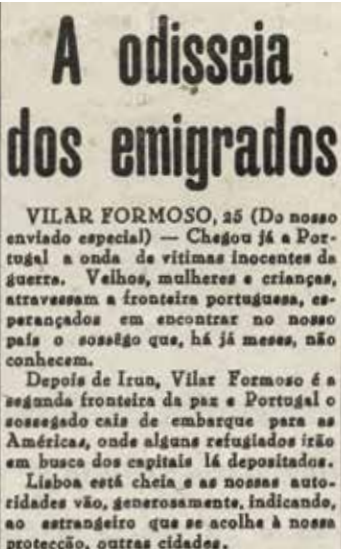 A odisseia
dos emigrados
VILAR FORMOSO, 25 (Do nosso
enviado especial) — Chegou já a Por-
tugal a onda de vitimas inocentes da
guerra. Velhos, mulheres e crianças,
atravessam a fronteira portuguesa, es-
perançados em encontrar no nosso
país o sossêgo que, há já meses, não
conhecem.
Depois de Irun, Vilar Formoso é a
segunda fronteira da paz e Portugal o
sossegado cais de embarque para as
Américas, onde alguns refugiados irão
em busca dos capitais lá depositados.
Lisboa está cheia e as nossas auto-
ridades vão, generosamente, indicando,
ao estrangeiro que se acolhe à nossa
protecção, outras cidades.